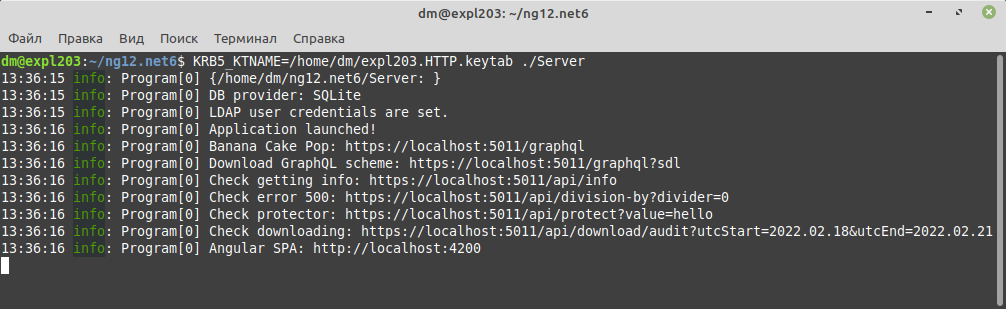 dm@expl203: ~/ng12.net6
Файл Правка Вид Поиск Терминал Справка
dm@expl203:~/ng12.net6$ KRB5_KTNAME=/home/dm/expl203.HTTP.keytab ./Server
13:36:15 info: Program[0] {/home/dm/ng12.net6/Server: }
13:36:15 info: Program[0] DB provider: SQLite
13:36:15 info: Program[0] LDAP user credentials are set.
13:36:16 info: Program[0] Application launched!
13:36:16 info: Program[0] Banana Cake Pop: https://localhost:5011/graphql
13:36:16 info: Program[0] Download GraphQL scheme: https://localhost:5011/graphql?sdl
13:36:16 info: Program[0] Check getting info: https://localhost:5011/api/info
13:36:16 info: Program[0] Check error 500: https://localhost:5011/api/division-by?divider=0
13:36:16 info: Program[0] Check protector: https://localhost:5011/api/protect?value=hello
13:36:16 info: Program[0] Check downloading: https://localhost:5011/api/download/audit?utcStart=2022.02.18&utcEnd=2022.02.21
13:36:16 info: Program[0] Angular SPA: http://localhost:4200